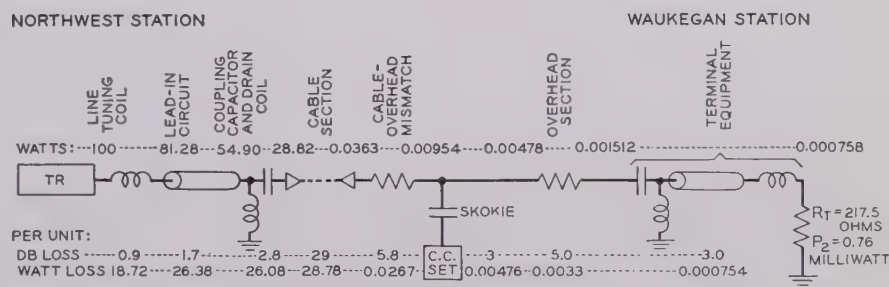 NORTHWEST STATION
WAUKEGAN STATION
LINE TUNING COIL
LEAD-IN CIRCUIT
COUPLING CAPACITOR AND DRAIN COIL
CABLE SECTION
CABLE-OVERHEAD MISMATCH
OVERHEAD SECTION
TERMINAL EQUIPMENT
WATTS: ---100 ------81.28---54.90--28.82--0.0363---0.00954----0.00478----0.001512--------------------0.000758
TR
SKOKIE
R_T=217.5 OHMS
P_2=0.76 MILLIWATT
PER UNIT:
DB LOSS------0.9------1.7--------2.8---29------5.8---C.C. SET---3------5.0-----------3.0
WATT LOSS 18.72---26.38----26.08--28.78---0.0267---0.00476--0.0033---------0.000754